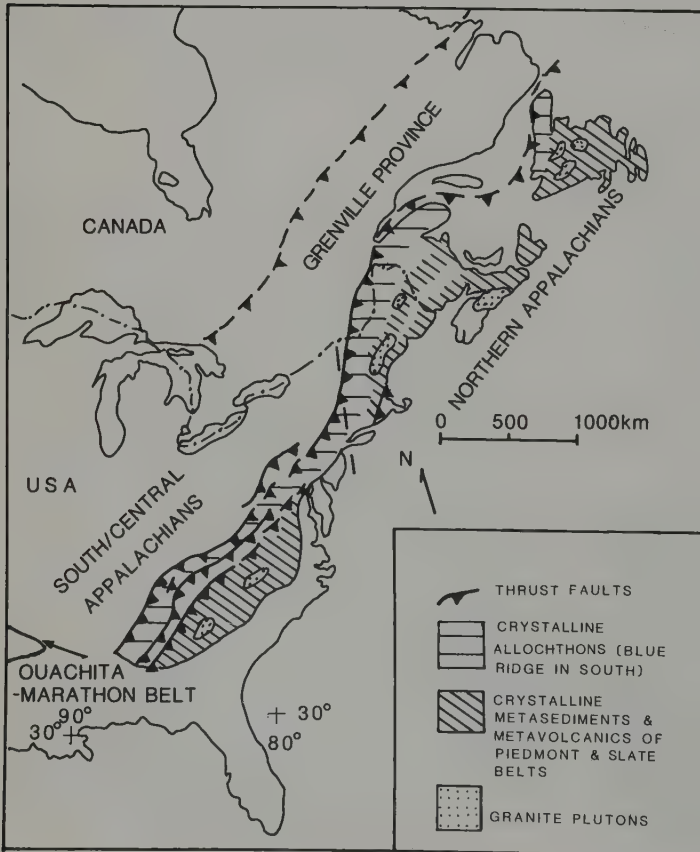 CANADA
GRENVILLE PROVINCE
NORTHERN APPALACHIANS
0 500 1000km
N
USA
SOUTH/CENTRAL
APPALACHIANS
OUACHITA
-MARATHON BELT
90°
30°
30°
80°
THRUST FAULTS
CRYSTALLINE
ALLOCHTHONS (BLUE
RIDGE IN SOUTH)
CRYSTALLINE
METASEDIMENTS &
METAVOLCANICS OF
PIEDMONT & SLATE
BELTS
GRANITE PLUTONS